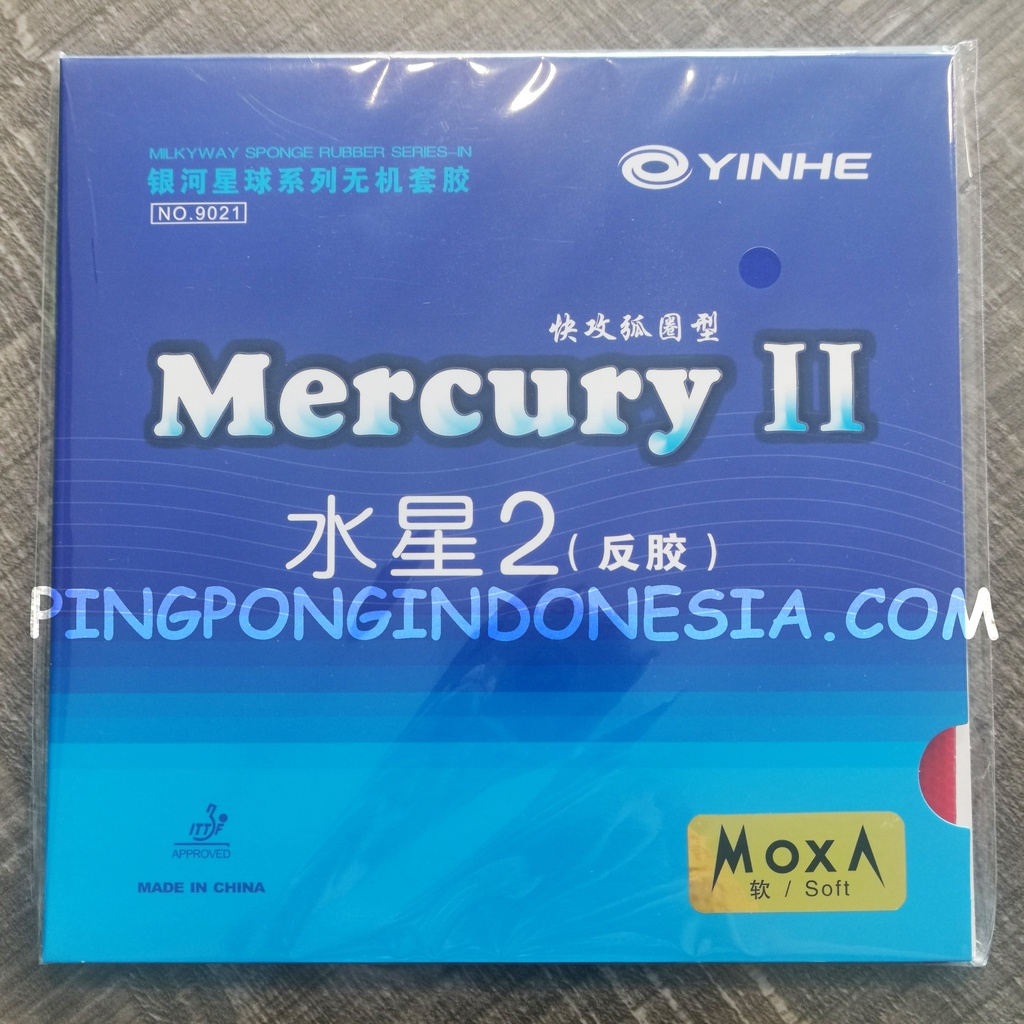 MILKYWAY SPONGE RUBBER SERIES-IN
银河星球系列无机套胶
NO.9021
YINHE
快攻弧圈型
Mercury II
水星2(反胶)
PINGPONGINDONESIA.COM
ITTF
APPROVED
MADE IN CHINA
MOXA
软 / Soft